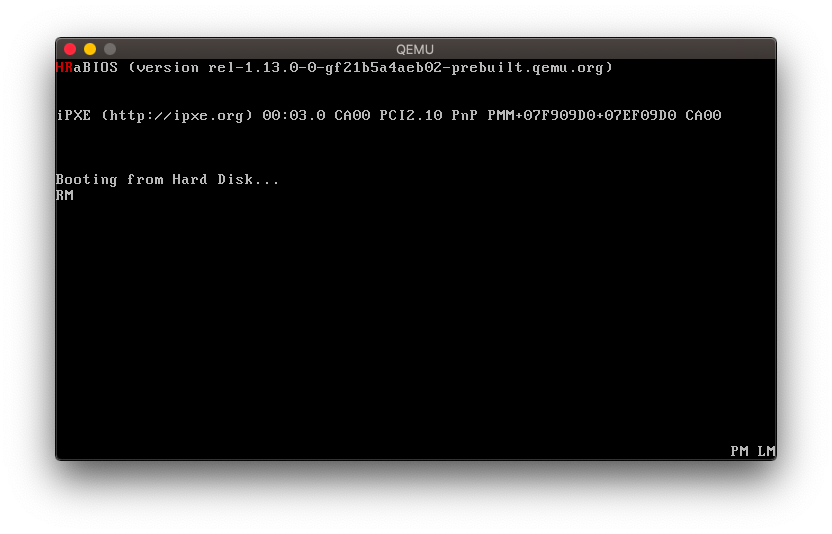 QEMU
HRaBIOS (version rel-1.13.0-0-gf21b5a4aeb02-prebuilt.qemu.org)
iPXE (http://ipxe.org) 00:03.0 CA00 PCI2.10 PnP PMM+07F909D0+07EF09D0 CA00
Booting from Hard Disk...
RM
PM LM